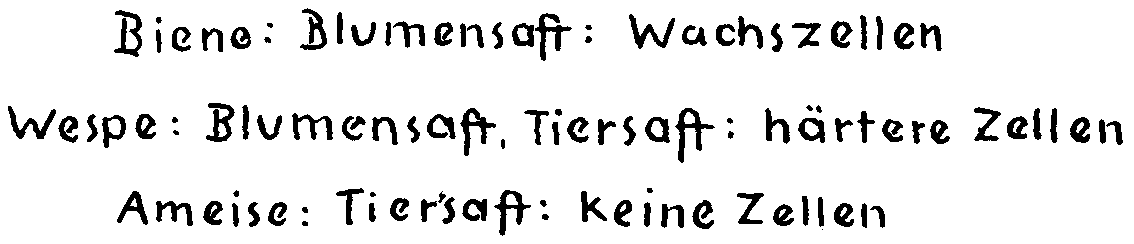 Biene: Blumensaft: Wachszellen
Wespe: Blumensaft, Tiersaft: härtere Zellen
Ameise: Tiersaft: keine Zellen